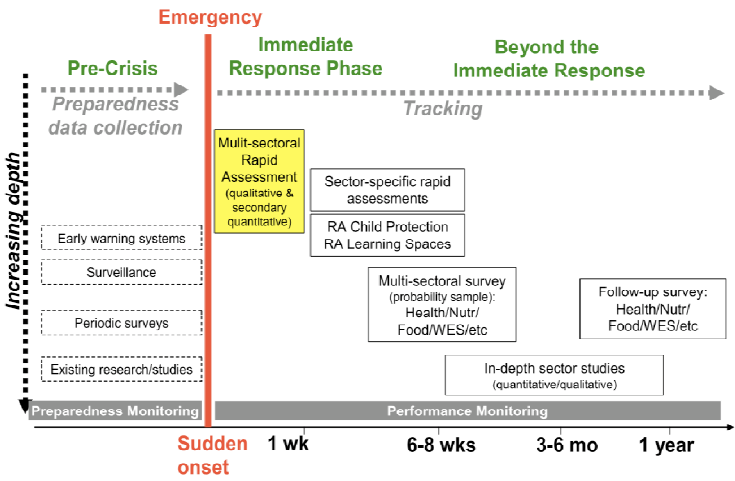 Emergency
Pre-Crisis
Immediate
Response Phase
Beyond the
Immediate Response
Preparedness
data collection
Tracking
Increasing depth
Mulit-sectoral
Rapid
Assessment
(qualitative &
secondary
quantitative)
Sector-specific rapid
assessments
RA Child Protection
RA Learning Spaces
Early warning systems
Surveillance
Periodic surveys
Existing research/studies
Multi-sectoral survey
(probability sample):
Health/Nutr/
Food/WES/etc
Follow-up survey:
Health/Nutr/
Food/WES/etc
In-depth sector studies
(quantitative/qualitative)
Preparedness Monitoring
Performance Monitoring
Sudden
onset
1 wk
6-8 wks
3-6 mo
1 year